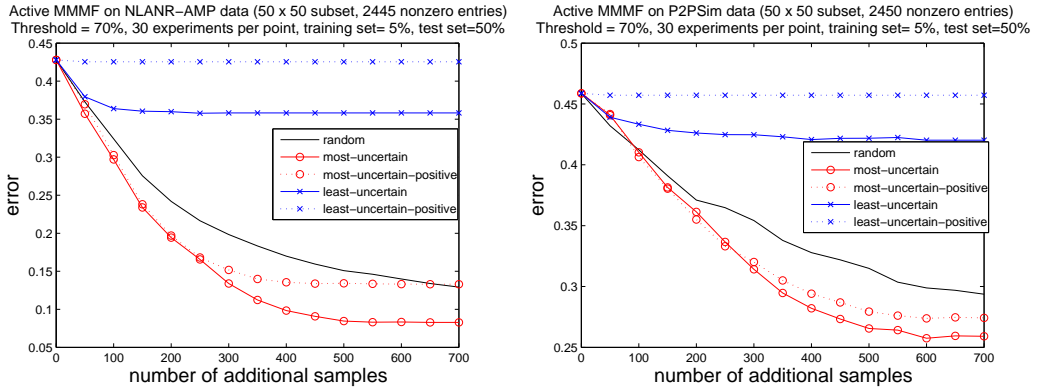 Active MMMF on NLANR−AMP data (50 x 50 subset, 2445 nonzero entries)
Threshold = 70%, 30 experiments per point, training set= 5%, test set=50%
0.45
0.4
0.35
0.3
0.25
0.2
0.15
0.1
0.05
error
0 100 200 300 400 500 600 700
number of additional samples
random
most−uncertain
most−uncertain−positive
least−uncertain
least−uncertain−positive
Active MMMF on P2PSim data (50 x 50 subset, 2450 nonzero entries)
Threshold = 70%, 30 experiments per point, training set= 5%, test set=50%
0.5
0.45
0.4
0.35
0.3
0.25
error
0 100 200 300 400 500 600 700
number of additional samples
random
most−uncertain
most−uncertain−positive
least−uncertain
least−uncertain−positive